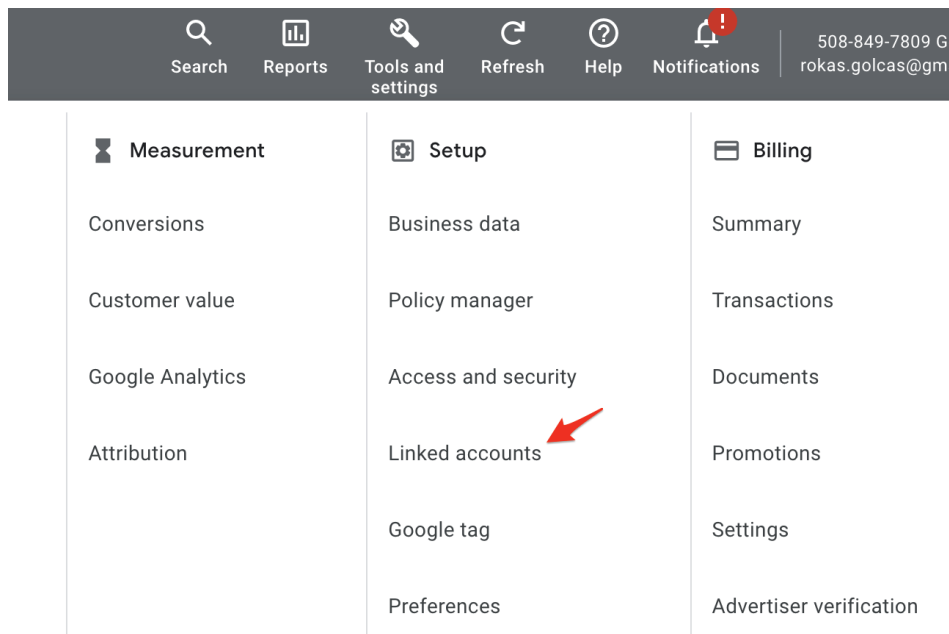 Search
Reports
Tools and
settings
Refresh
Help
Notifications
!
508-849-7809 G
rokas.golcas@gm
Measurement
Conversions
Customer value
Google Analytics
Attribution
Setup
Business data
Policy manager
Access and security
Linked accounts
Google tag
Preferences
Billing
Summary
Transactions
Documents
Promotions
Settings
Advertiser verification